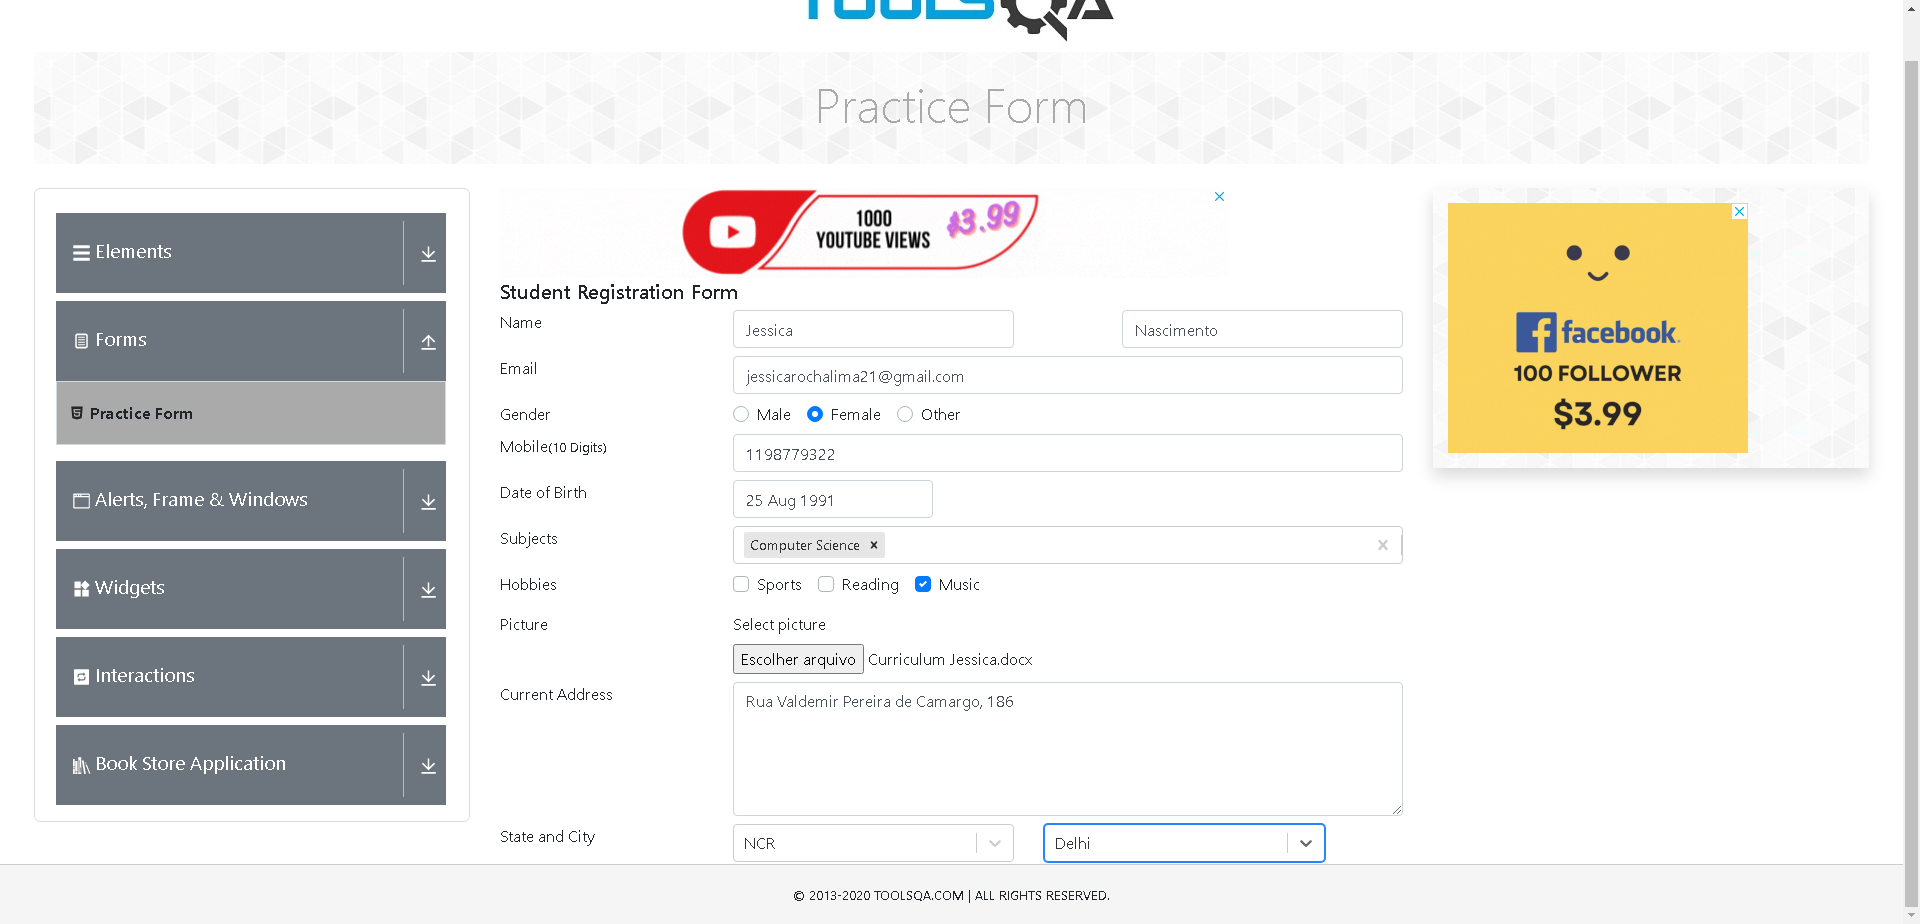 TOOLSQA
Practice Form
Elements
Forms
Practice Form
Alerts, Frame & Windows
Widgets
Interactions
Book Store Application
1000
YOUTUBE VIEWS
$3.99
Student Registration Form
Name
Jessica
Nascimento
Email
jessicarochalima21@gmail.com
Gender
Male
Female
Other
Mobile(10 Digits)
1198779322
Date of Birth
25 Aug 1991
Subjects
Computer Science
Hobbies
Sports
Reading
Music
Picture
Select picture
Escolher arquivo Curriculum Jessica.docx
Current Address
Rua Valdemir Pereira de Camargo, 186
State and City
NCR
Delhi
facebook.
100 FOLLOWER
$3.99
© 2013-2020 TOOLSQA.COM | ALL RIGHTS RESERVED.